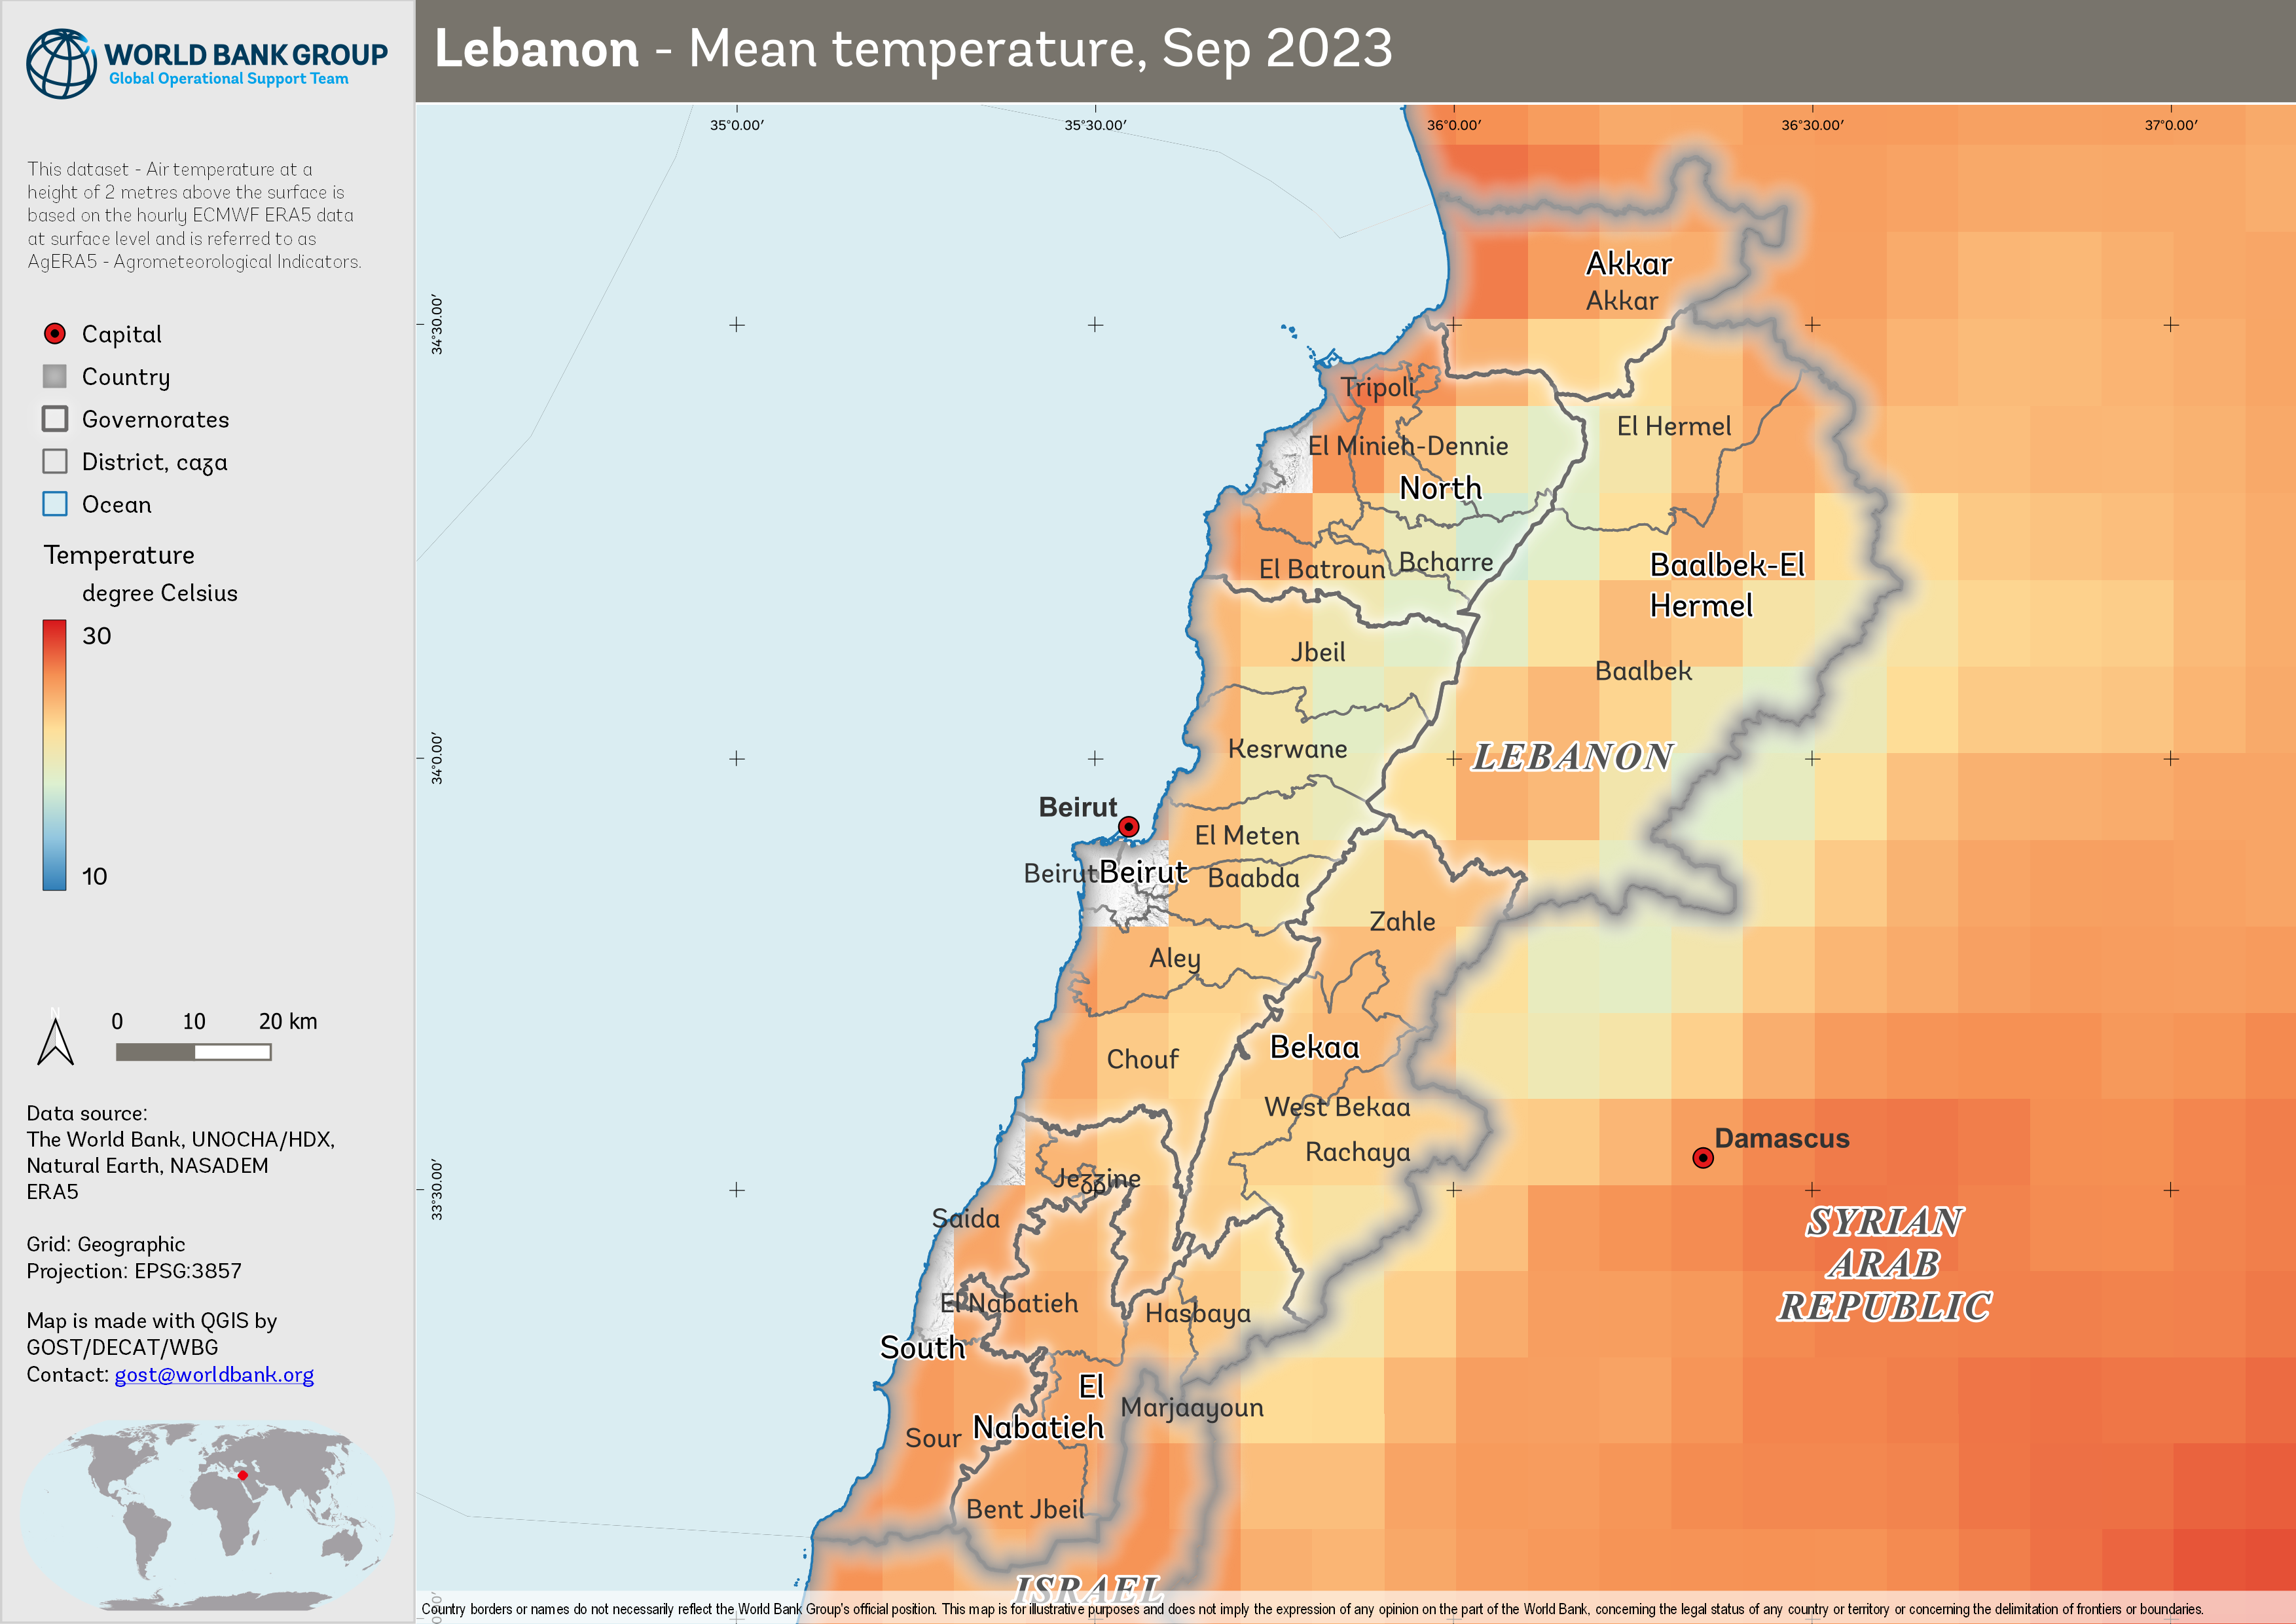 WORLD BANK GROUP
Global Operational Support Team
Lebanon - Mean temperature, Sep 2023
This dataset - Air temperature at a
height of 2 metres above the surface is
based on the hourly ECMWF ERA5 data
at surface level and is referred to as
AgERA5 - Agrometeorological Indicators.
Capital
Country
Governorates
District, caza
Ocean
Temperature
degree Celsius
30
10
N
0 10 20 km
Data source:
The World Bank, UNOCHA/HDX,
Natural Earth, NASADEM
ERA5
Grid: Geographic
Projection: EPSG:3857
Map is made with QGIS by
GOST/DECAT/WBG
Contact: gost@worldbank.org
35°0.00′ 35°30.00′ 36°0.00′ 36°30.00′ 37°0.00′
34°30.00′
34°0.00′
33°30.00′
Akkar
Akkar
Tripoli
El Hermel
El Minieh-Dennie
North
Bcharre
El Batroun
Baalbek-El
Hermel
Jbeil
Baalbek
Kesrwane
LEBANON
Beirut
El Meten
Beirut
Beirut
Baabda
Zahle
Aley
Bekaa
Chouf
West Bekaa
Damascus
Rachaya
Jezzine
Saida
SYRIAN
ARAB
REPUBLIC
El Nabatieh
Hasbaya
South
El
Nabatieh
Marjaayoun
Sour
Bent Jbeil
ISRAEL
Country borders or names do not necessarily reflect the World Bank Group's official position. This map is for illustrative purposes and does not imply the expression of any opinion on the part of the World Bank, concerning the legal status of any country or territory or concerning the delimitation of frontiers or boundaries.